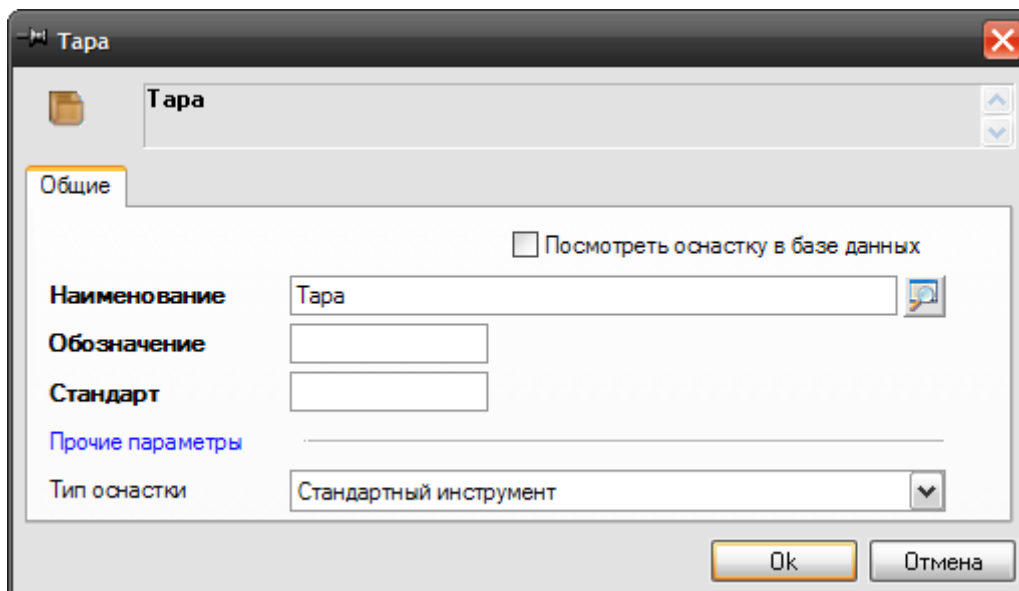 Тара
Тара
Общие
Посмотреть оснастку в базе данных
Наименование
Тара
Обозначение
Стандарт
Прочие параметры
Тип оснастки
Стандартный инструмент
Ok
Отмена